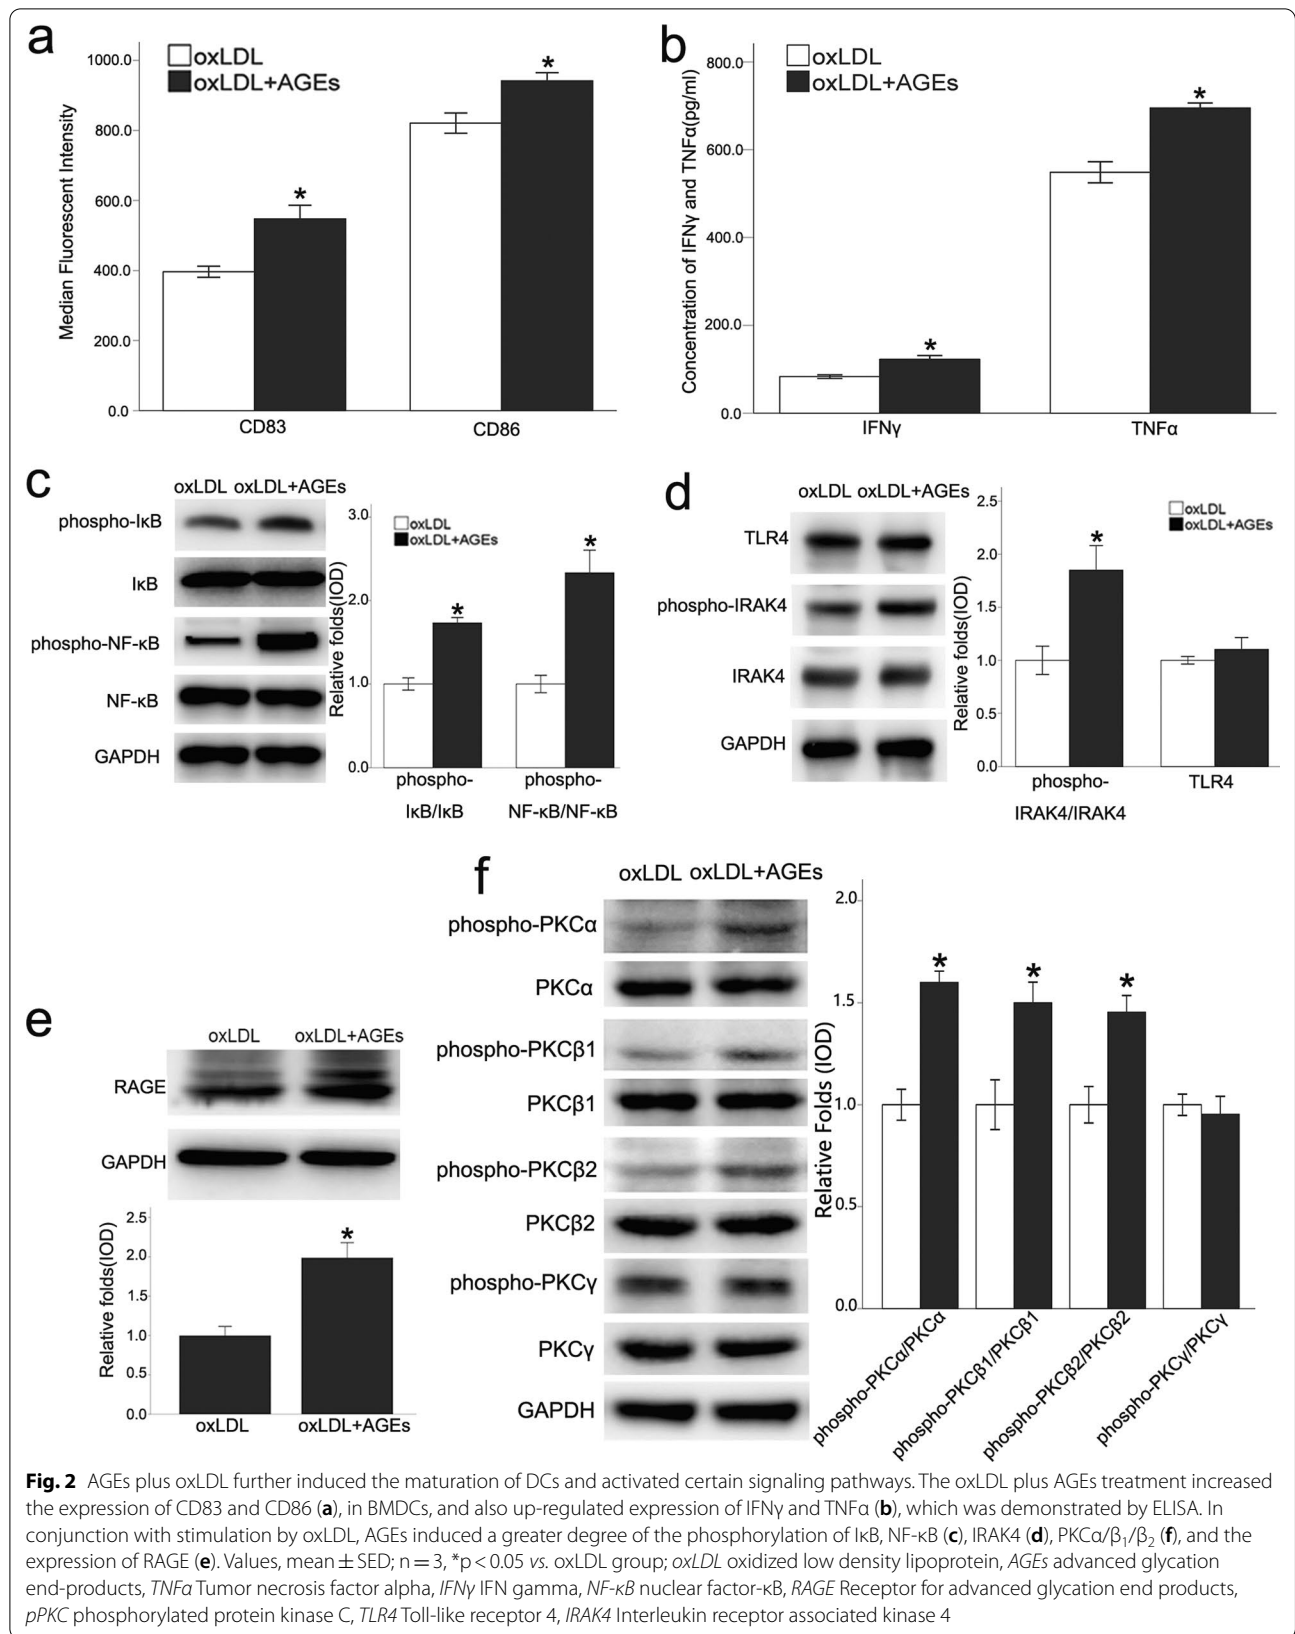 a
oxLDL
oxLDL+AGEs
1000.0
800.0
600.0
400.0
200.0
0.0
Median Fluorescent Intensity
*
*
CD83
CD86
b
oxLDL
oxLDL+AGEs
800.0
600.0
400.0
200.0
0.0
Concentration of IFNγ and TNFα(pg/ml)
*
*
IFNγ
TNFα
c
oxLDL oxLDL+AGEs
phospho-IκB
IκB
phospho-NF-κB
NF-κB
GAPDH
3.0
2.0
1.0
0.0
Relative folds(IOD)
oxLDL
oxLDL+AGEs
*
*
phospho-
IκB/IκB
phospho-
NF-κB/NF-κB
d
oxLDL oxLDL+AGEs
TLR4
phospho-IRAK4
IRAK4
GAPDH
2.5
2.0
1.5
1.0
0.5
0.0
Relative folds(IOD)
oxLDL
oxLDL+AGEs
*
phospho-
IRAK4/IRAK4
TLR4
e
oxLDL
oxLDL+AGEs
RAGE
GAPDH
2.5
2.0
1.5
1.0
0.5
0.0
Relative folds(IOD)
*
oxLDL
oxLDL+AGEs
f
oxLDL oxLDL+AGEs
phospho-PKCα
PKCα
phospho-PKCβ1
PKCβ1
phospho-PKCβ2
PKCβ2
phospho-PKCγ
PKCγ
GAPDH
2.0
1.5
1.0
0.5
0.0
Relative Folds (IOD)
*
*
*
phospho-PKCα/PKCα
phospho-PKCβ1/PKCβ1
phospho-PKCβ2/PKCβ2
phospho-PKCγ/PKCγ
Fig. 2 AGEs plus oxLDL further induced the maturation of DCs and activated certain signaling pathways. The oxLDL plus AGEs treatment increased
the expression of CD83 and CD86 (a), in BMDCs, and also up-regulated expression of IFNγ and TNFα (b), which was demonstrated by ELISA. In
conjunction with stimulation by oxLDL, AGEs induced a greater degree of the phosphorylation of IκB, NF-κB (c), IRAK4 (d), PKCα/β₁/β₂ (f), and the
expression of RAGE (e). Values, mean ± SED; n = 3, *p < 0.05 vs. oxLDL group; oxLDL oxidized low density lipoprotein, AGEs advanced glycation
end-products, TNFα Tumor necrosis factor alpha, IFNγ IFN gamma, NF-κB nuclear factor-κB, RAGE Receptor for advanced glycation end products,
pPKC phosphorylated protein kinase C, TLR4 Toll-like receptor 4, IRAK4 Interleukin receptor associated kinase 4